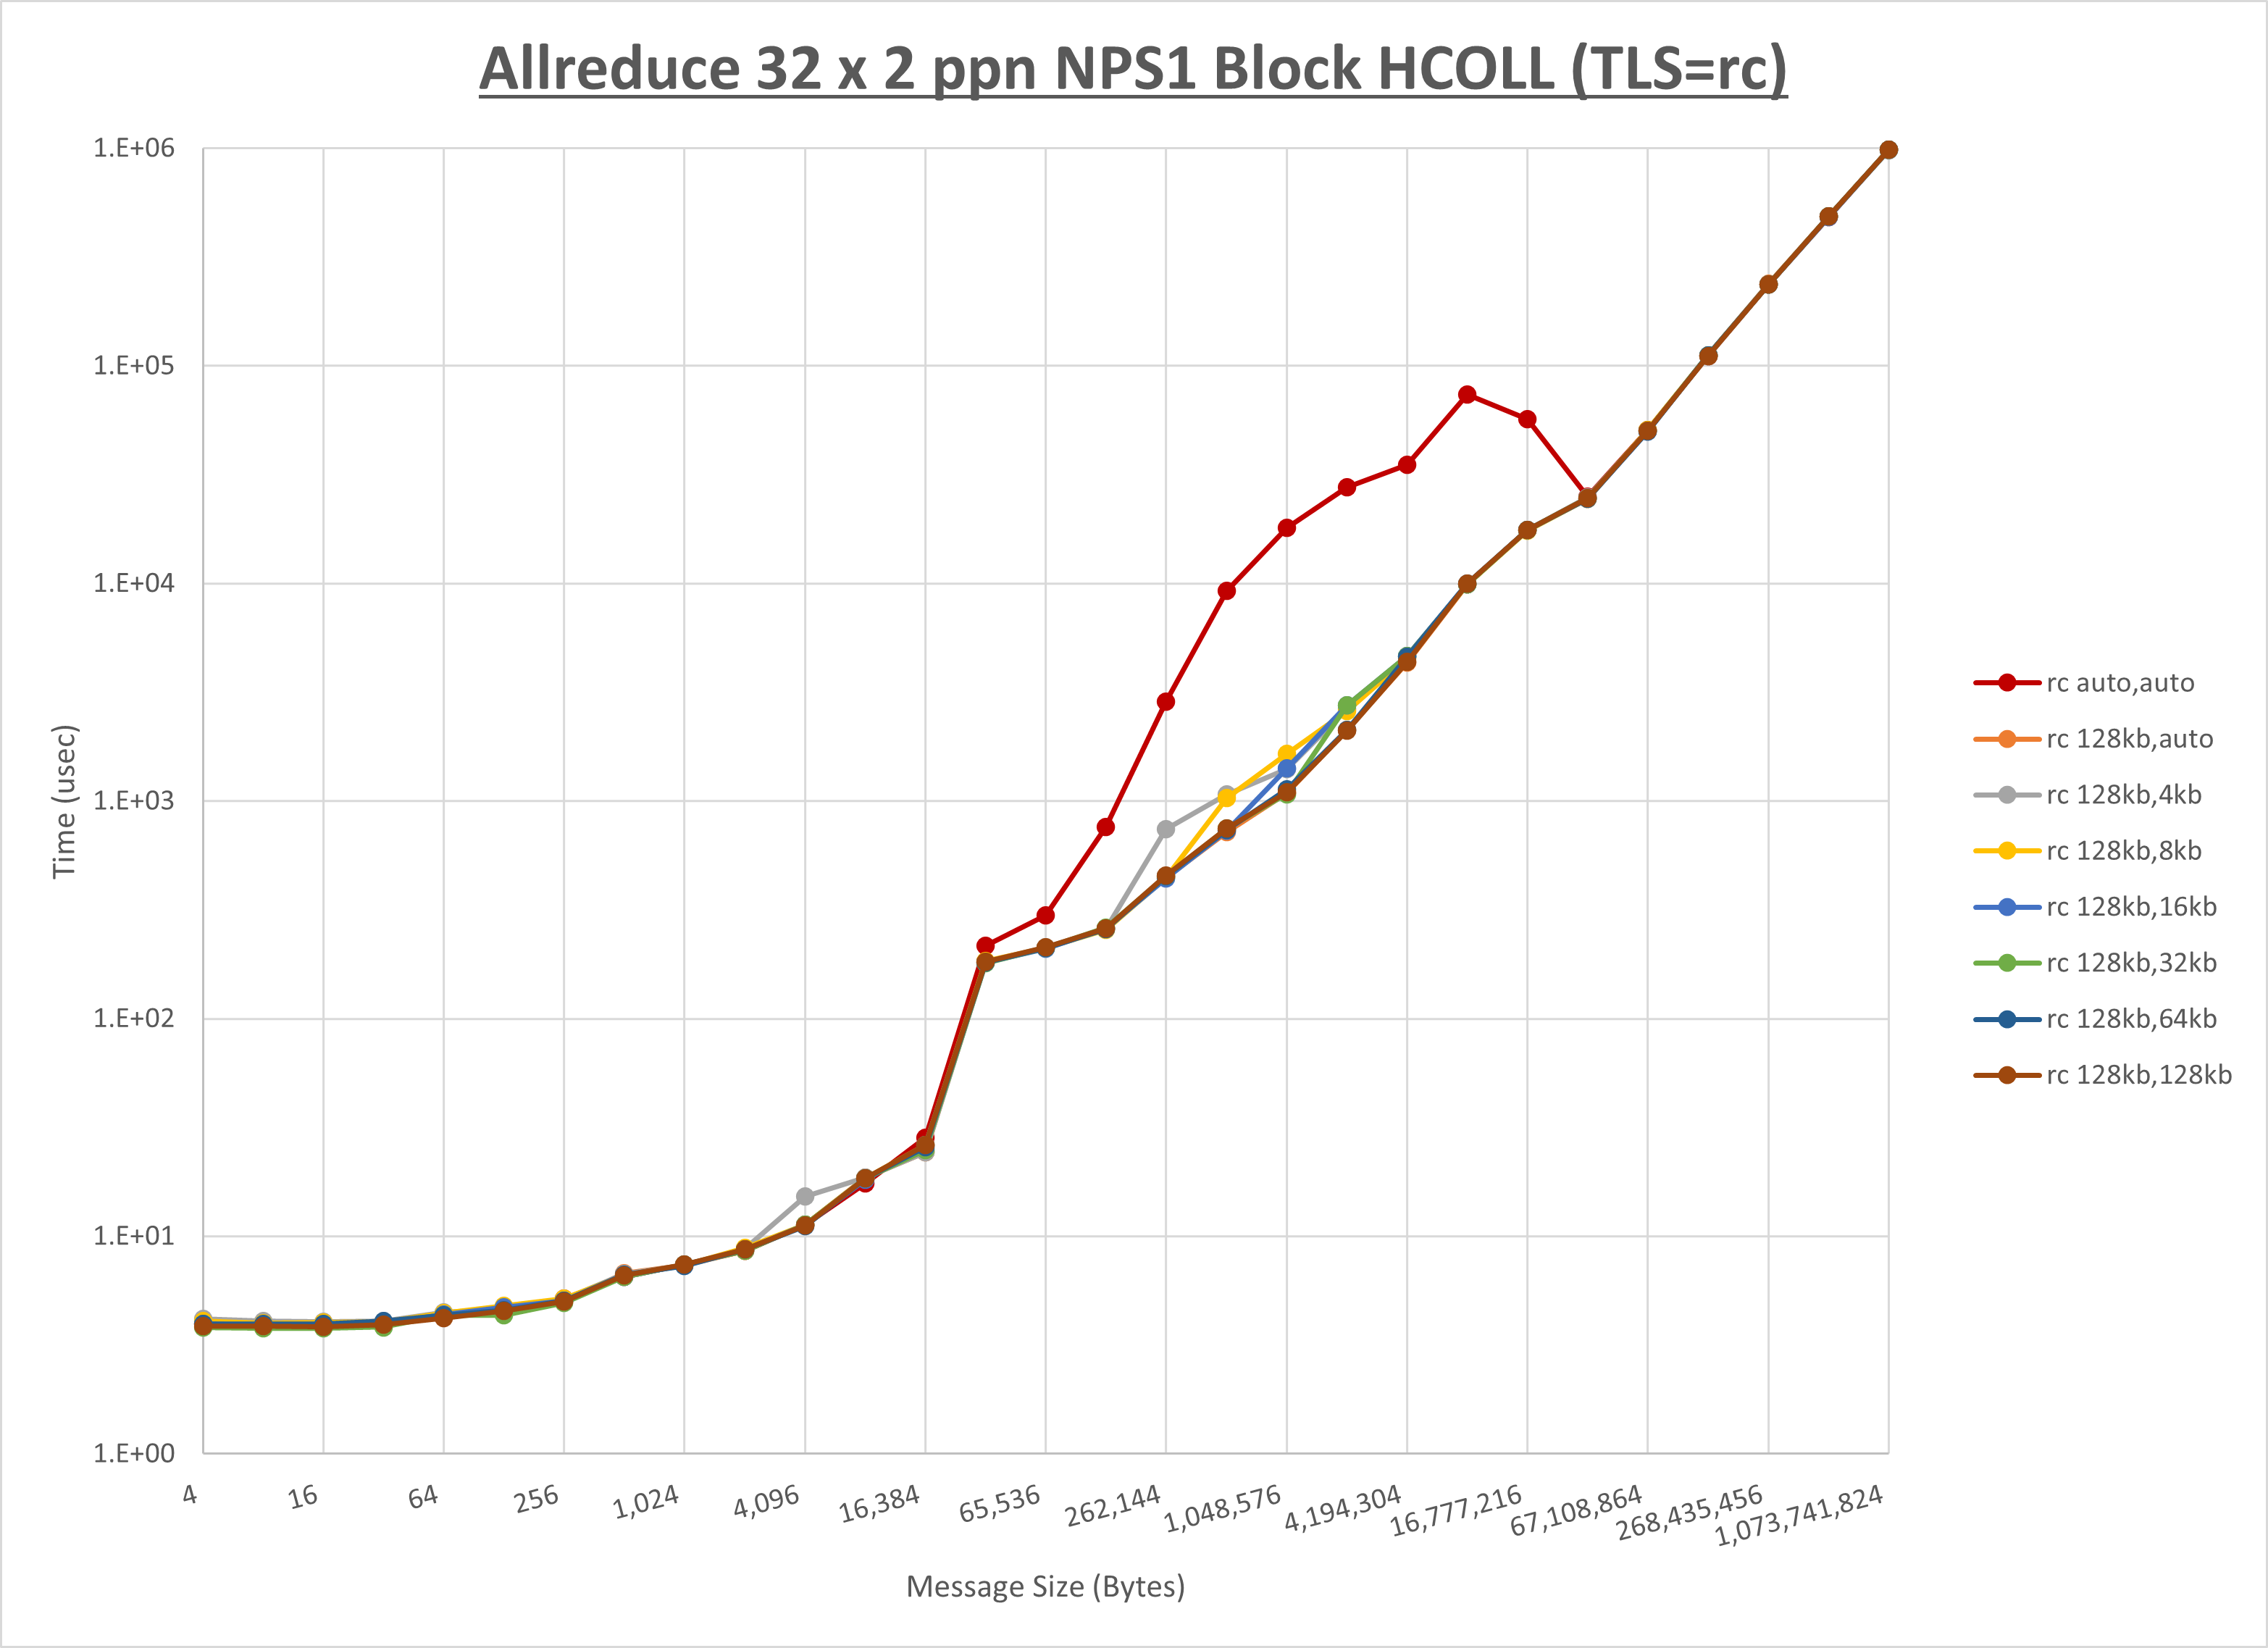 Allreduce 32 x 2 ppn NPS1 Block HCOLL (TLS=rc)
1.E+06
1.E+05
1.E+04
1.E+03
1.E+02
1.E+01
1.E+00
Time (usec)
4
16
64
256
1,024
4,096
16,384
65,536
262,144
1,048,576
4,194,304
16,777,216
67,108,864
268,435,456
1,073,741,824
Message Size (Bytes)
rc auto,auto
rc 128kb,auto
rc 128kb,4kb
rc 128kb,8kb
rc 128kb,16kb
rc 128kb,32kb
rc 128kb,64kb
rc 128kb,128kb